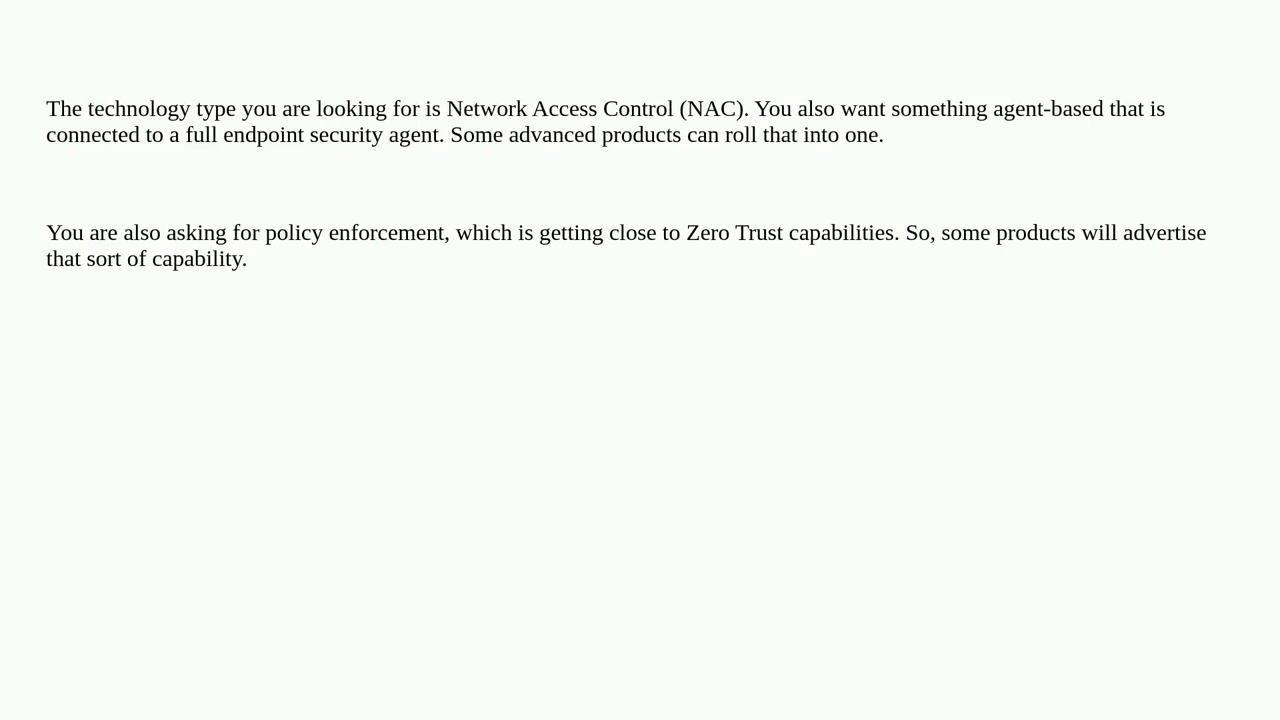 The technology type you are looking for is Network Access Control (NAC). You also want something agent-based that is
connected to a full endpoint security agent. Some advanced products can roll that into one.
You are also asking for policy enforcement, which is getting close to Zero Trust capabilities. So, some products will advertise
that sort of capability.